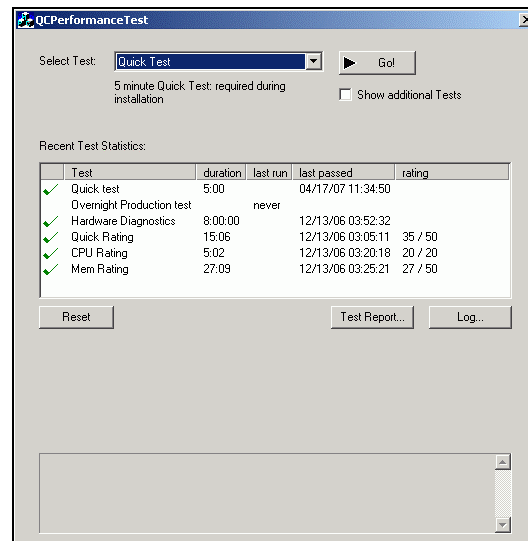 QCPerformanceTest
Select Test: Quick Test Go!
5 minute Quick Test: required during
installation
Show additional Tests
Recent Test Statistics:
Test duration last run last passed rating
Quick test 5:00 04/17/07 11:34:50
Overnight Production test never
Hardware Diagnostics 8:00:00 12/13/06 03:52:32
Quick Rating 15:06 12/13/06 03:05:11 35 / 50
CPU Rating 5:02 12/13/06 03:20:18 20 / 20
Mem Rating 27:09 12/13/06 03:25:21 27 / 50
Reset Test Report... Log...